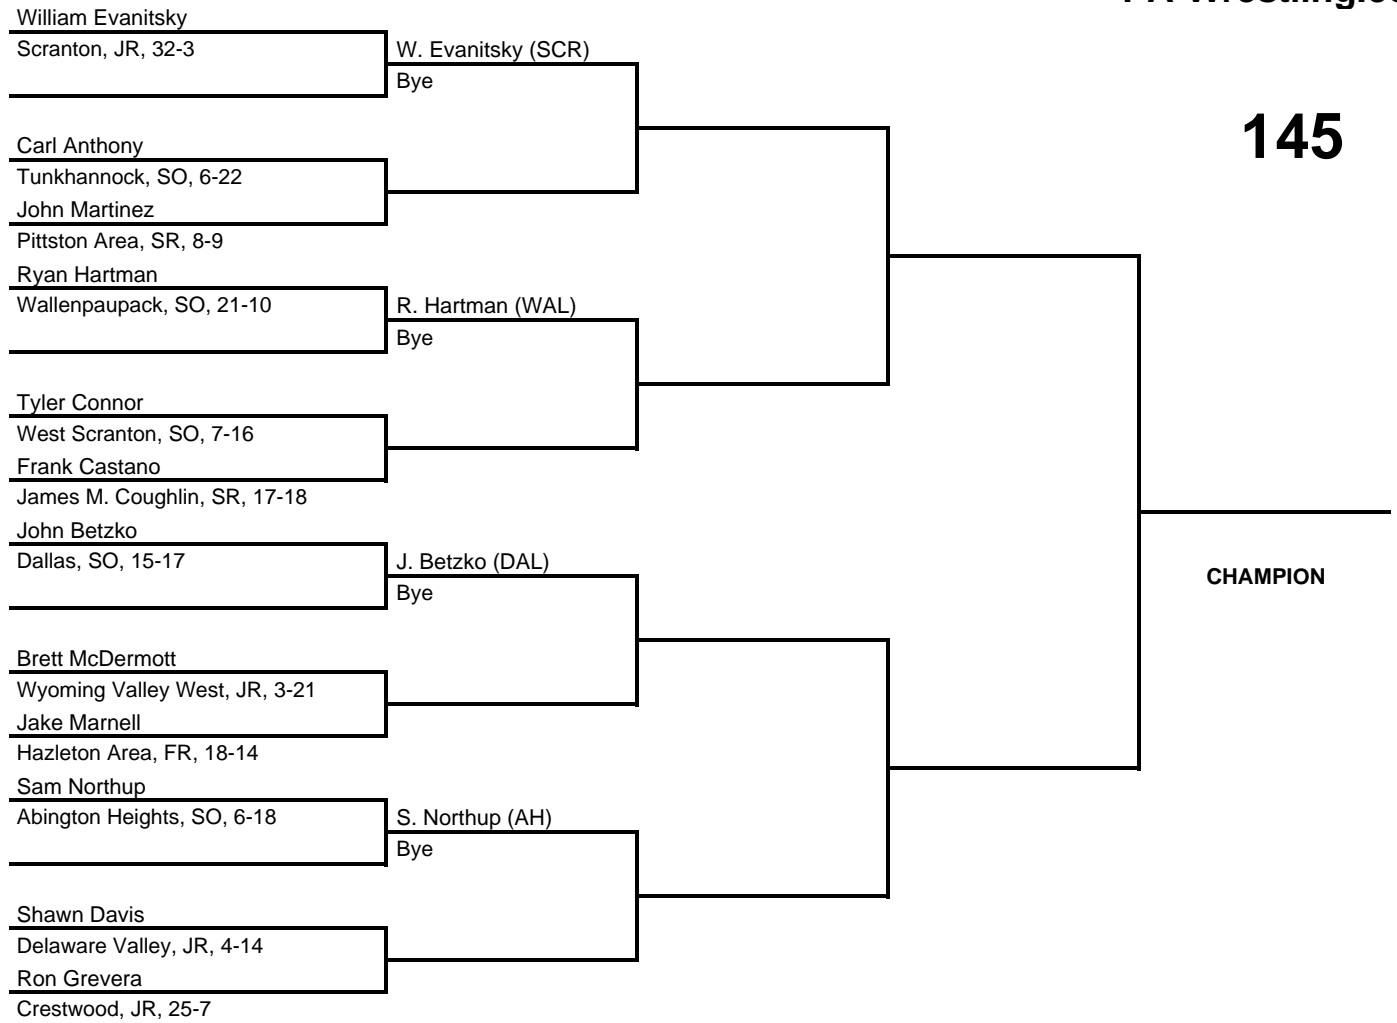 William Evanitsky
Scranton, JR, 32-3
W. Evanitsky (SCR)
Bye
145
Carl Anthony
Tunkhannock, SO, 6-22
John Martinez
Pittston Area, SR, 8-9
Ryan Hartman
Wallenpaupack, SO, 21-10
R. Hartman (WAL)
Bye
Tyler Connor
West Scranton, SO, 7-16
Frank Castano
James M. Coughlin, SR, 17-18
John Betzko
Dallas, SO, 15-17
J. Betzko (DAL)
Bye
CHAMPION
Brett McDermott
Wyoming Valley West, JR, 3-21
Jake Marnell
Hazleton Area, FR, 18-14
Sam Northup
Abington Heights, SO, 6-18
S. Northup (AH)
Bye
Shawn Davis
Delaware Valley, JR, 4-14
Ron Grevera
Crestwood, JR, 25-7